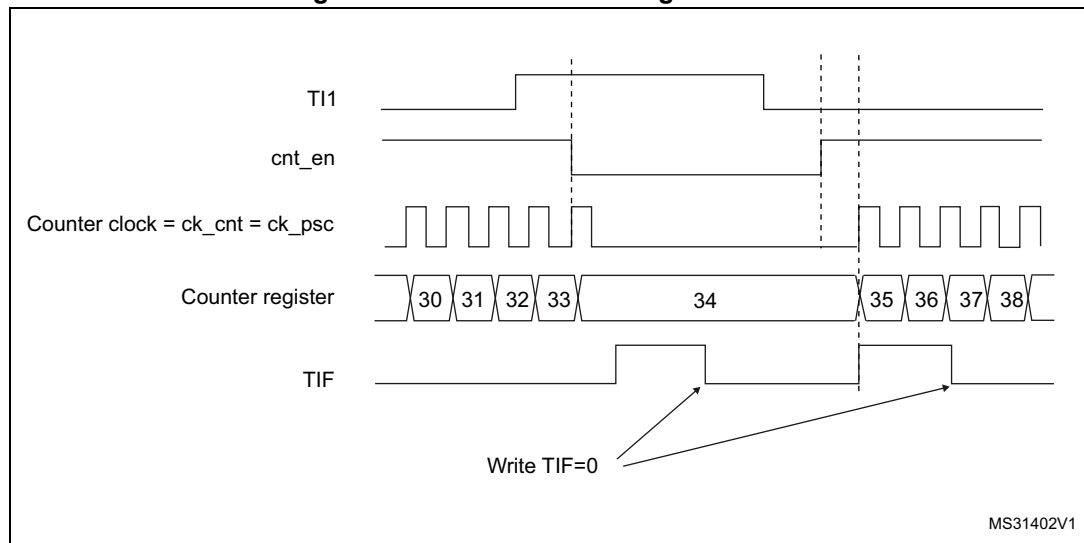 TI1
cnt_en
Counter clock = ck_cnt = ck_psc
Counter register
30 31 32 33 34 35 36 37 38
TIF
Write TIF=0
MS31402V1